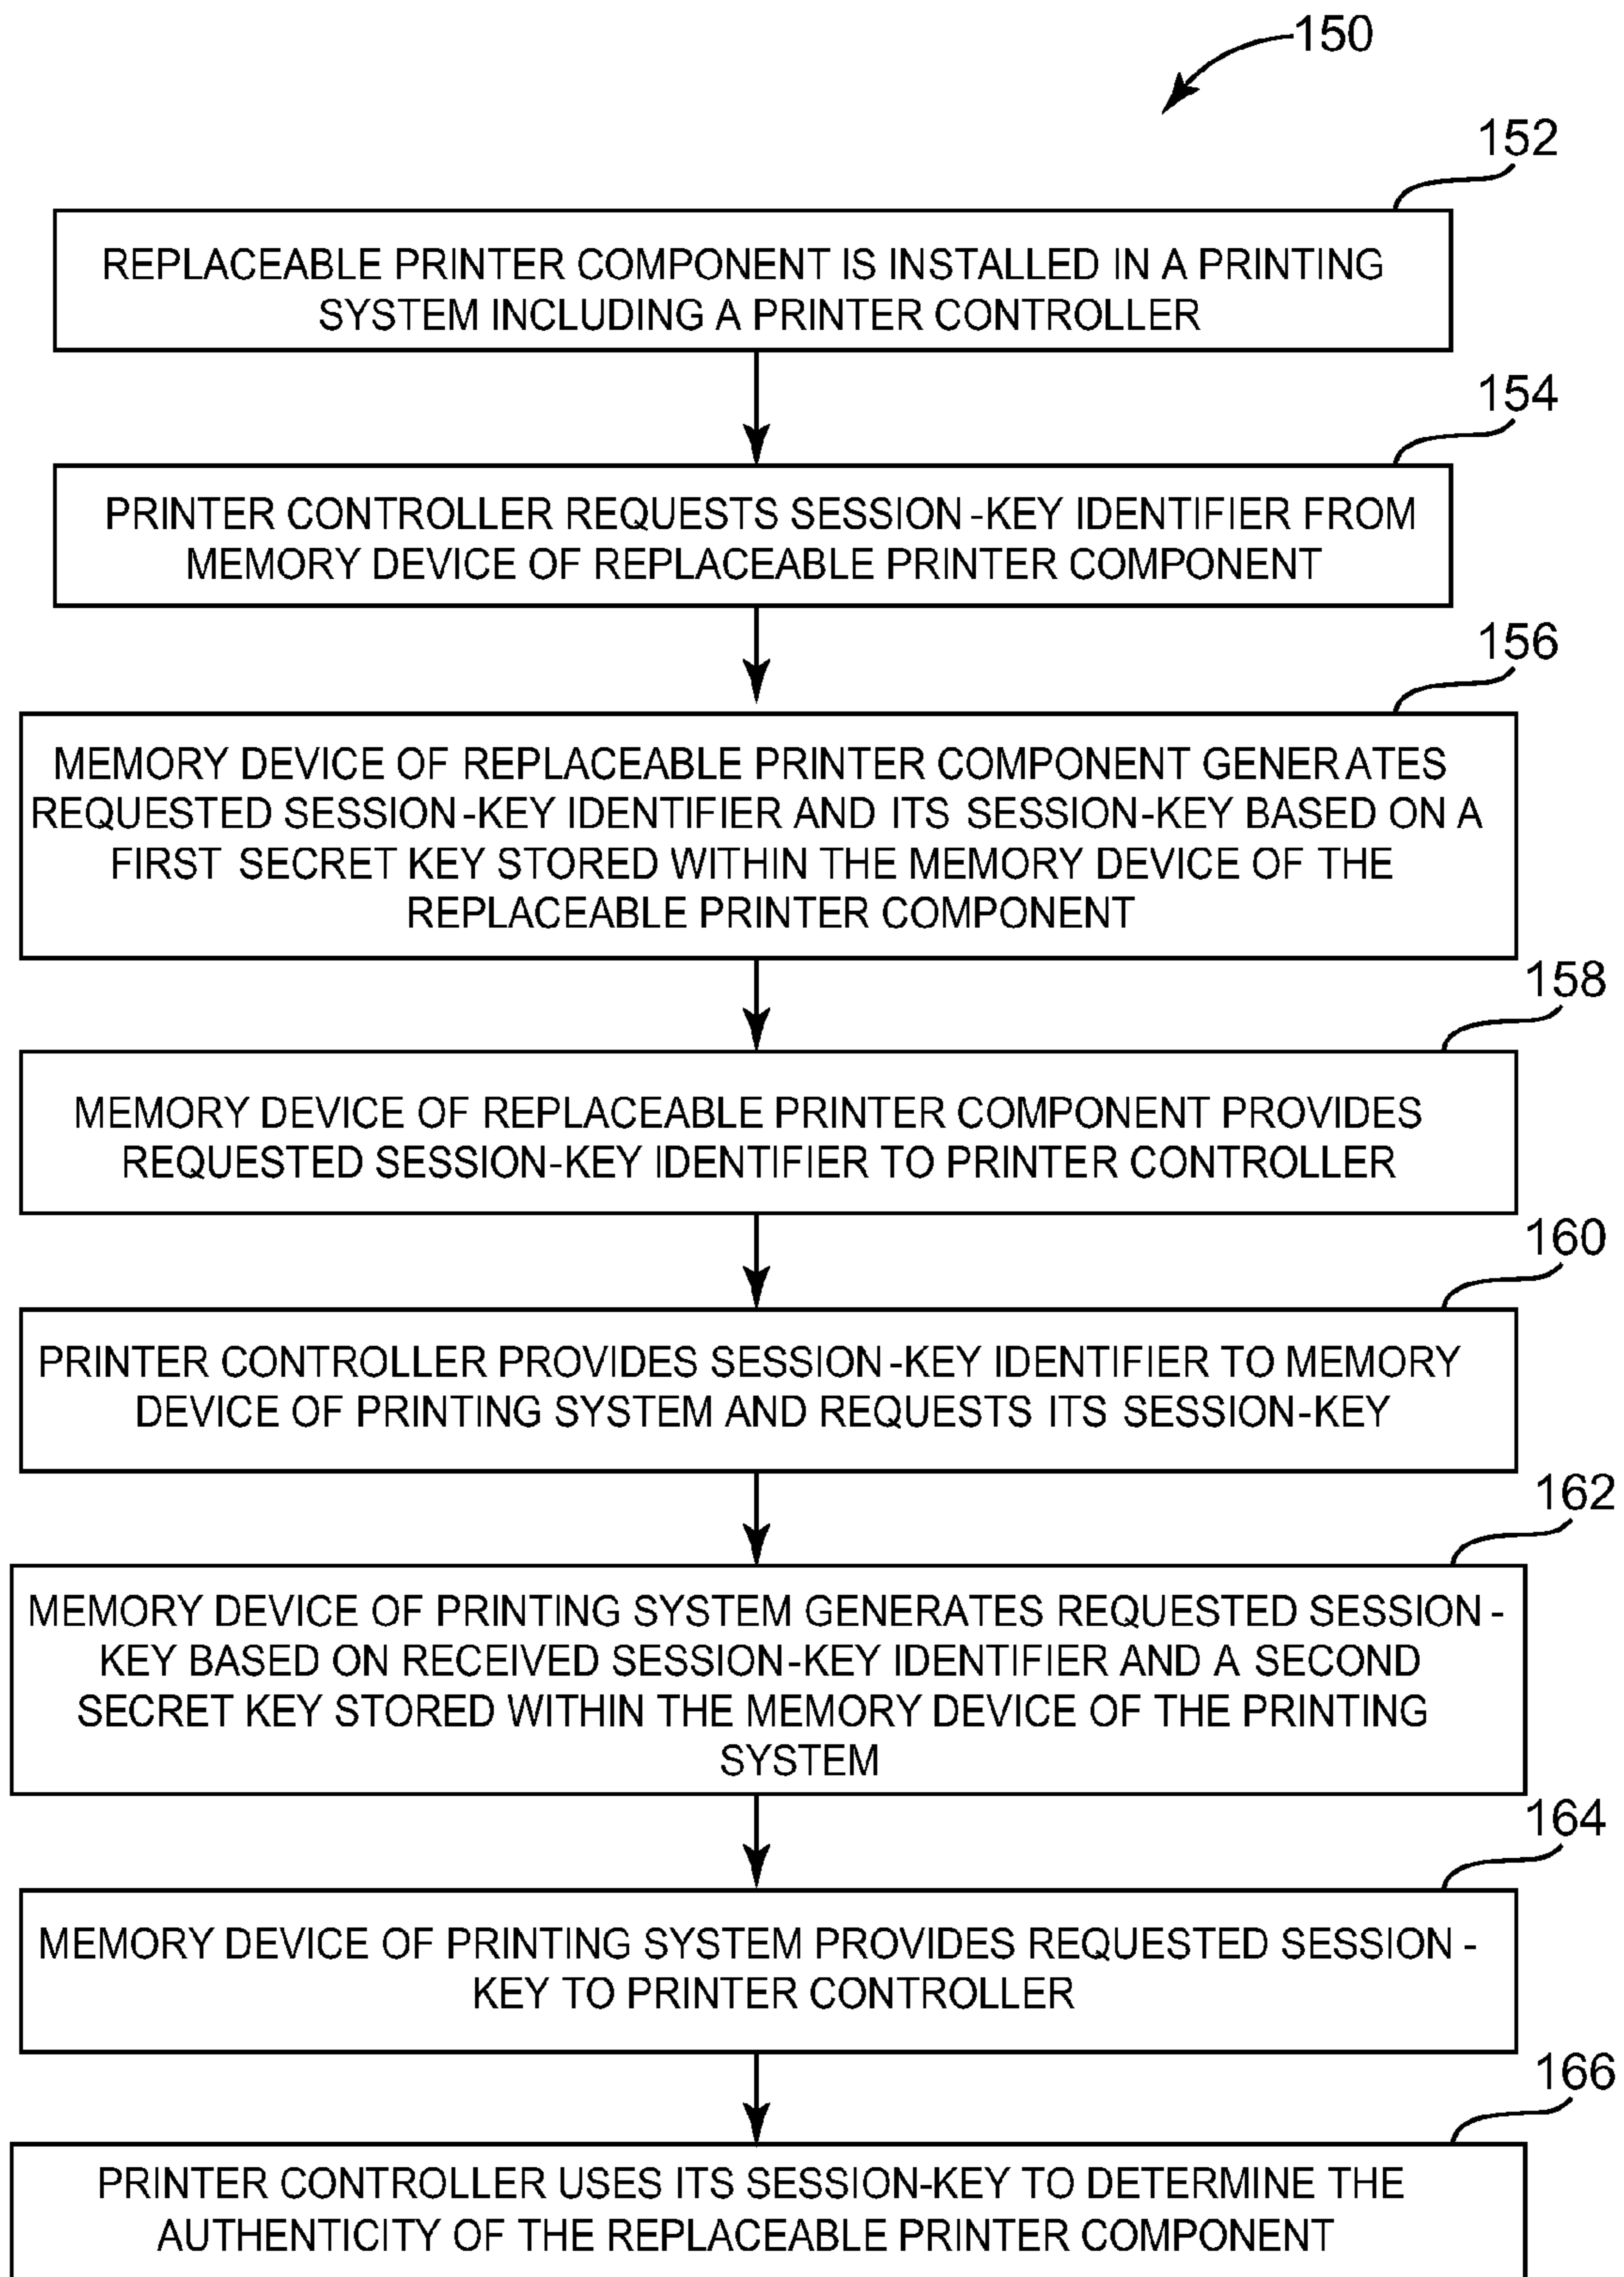 150
152
REPLACEABLE PRINTER COMPONENT IS INSTALLED IN A PRINTING
SYSTEM INCLUDING A PRINTER CONTROLLER
154
PRINTER CONTROLLER REQUESTS SESSION-KEY IDENTIFIER FROM
MEMORY DEVICE OF REPLACEABLE PRINTER COMPONENT
156
MEMORY DEVICE OF REPLACEABLE PRINTER COMPONENT GENERATES
REQUESTED SESSION-KEY IDENTIFIER AND ITS SESSION-KEY BASED ON A
FIRST SECRET KEY STORED WITHIN THE MEMORY DEVICE OF THE
REPLACEABLE PRINTER COMPONENT
158
MEMORY DEVICE OF REPLACEABLE PRINTER COMPONENT PROVIDES
REQUESTED SESSION-KEY IDENTIFIER TO PRINTER CONTROLLER
160
PRINTER CONTROLLER PROVIDES SESSION-KEY IDENTIFIER TO MEMORY
DEVICE OF PRINTING SYSTEM AND REQUESTS ITS SESSION-KEY
162
MEMORY DEVICE OF PRINTING SYSTEM GENERATES REQUESTED SESSION-
KEY BASED ON RECEIVED SESSION-KEY IDENTIFIER AND A SECOND
SECRET KEY STORED WITHIN THE MEMORY DEVICE OF THE PRINTING
SYSTEM
164
MEMORY DEVICE OF PRINTING SYSTEM PROVIDES REQUESTED SESSION-
KEY TO PRINTER CONTROLLER
166
PRINTER CONTROLLER USES ITS SESSION-KEY TO DETERMINE THE
AUTHENTICITY OF THE REPLACEABLE PRINTER COMPONENT